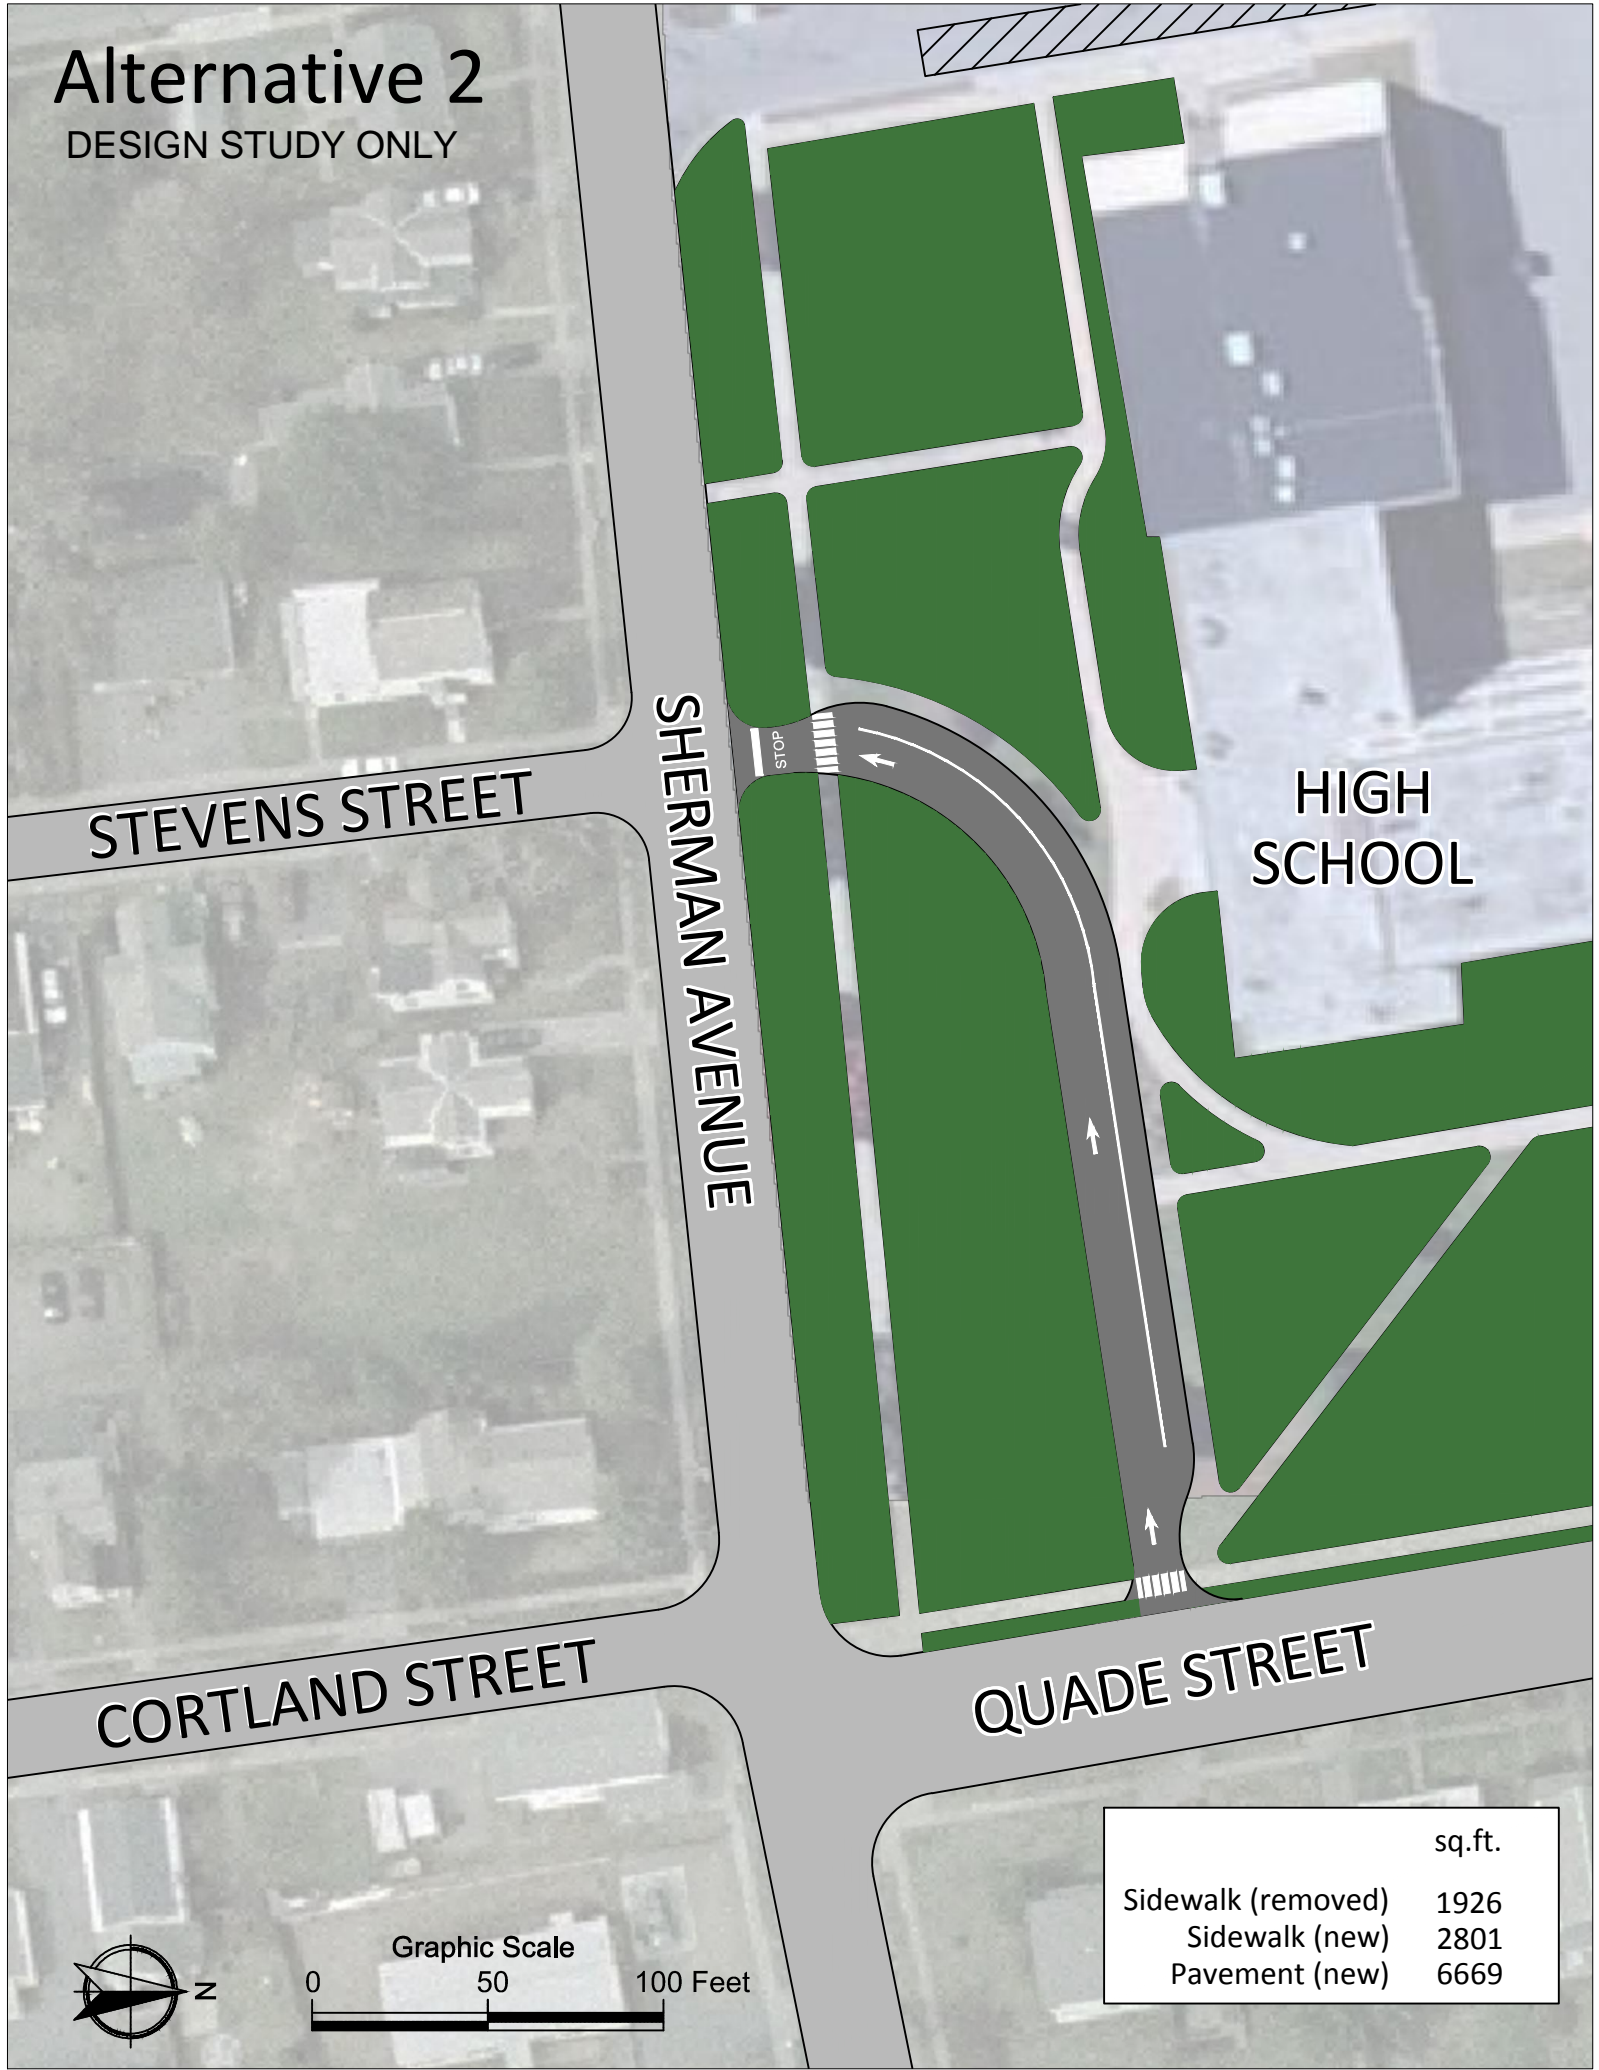 Alternative 2
DESIGN STUDY ONLY
STOP
SHERMAN AVENUE
STEVENS STREET
HIGH
SCHOOL
CORTLAND STREET
QUADE STREET
sq.ft.
Sidewalk (removed) 1926
Sidewalk (new) 2801
Pavement (new) 6669
N
Graphic Scale
0 50 100 Feet